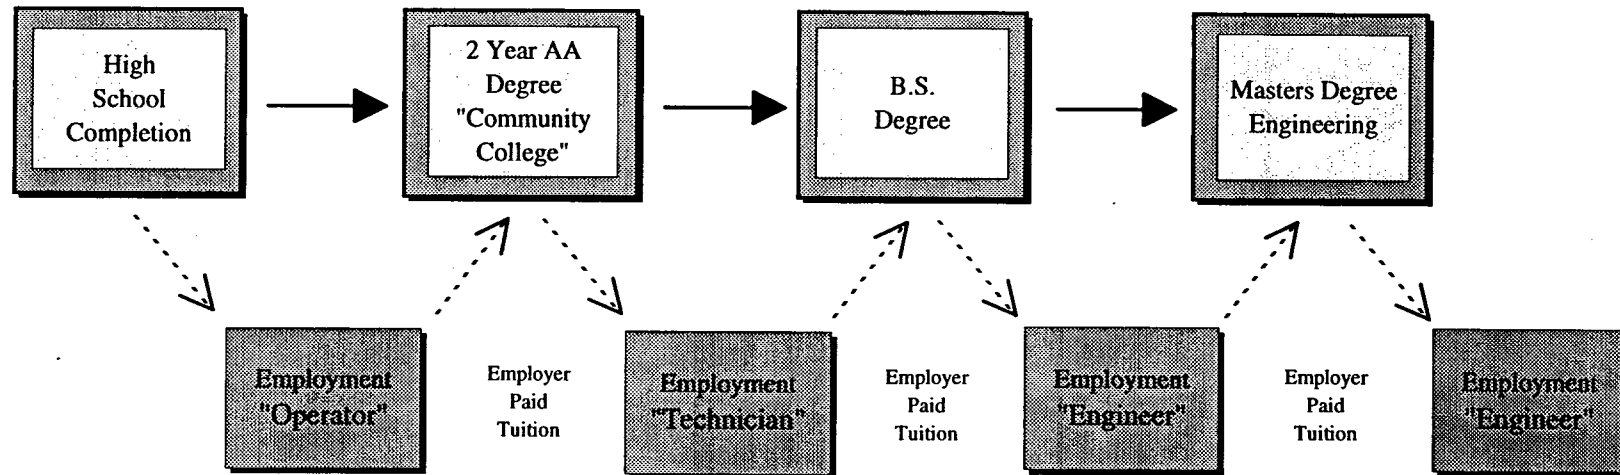 High
School
Completion
2 Year AA
Degree
"Community
College"
B.S.
Degree
Masters Degree
Engineering
Employment
"Operator"
Employer
Paid
Tuition
Employment
"Technician"
Employer
Paid
Tuition
Employment
"Engineer"
Employer
Paid
Tuition
Employment
"Engineer"